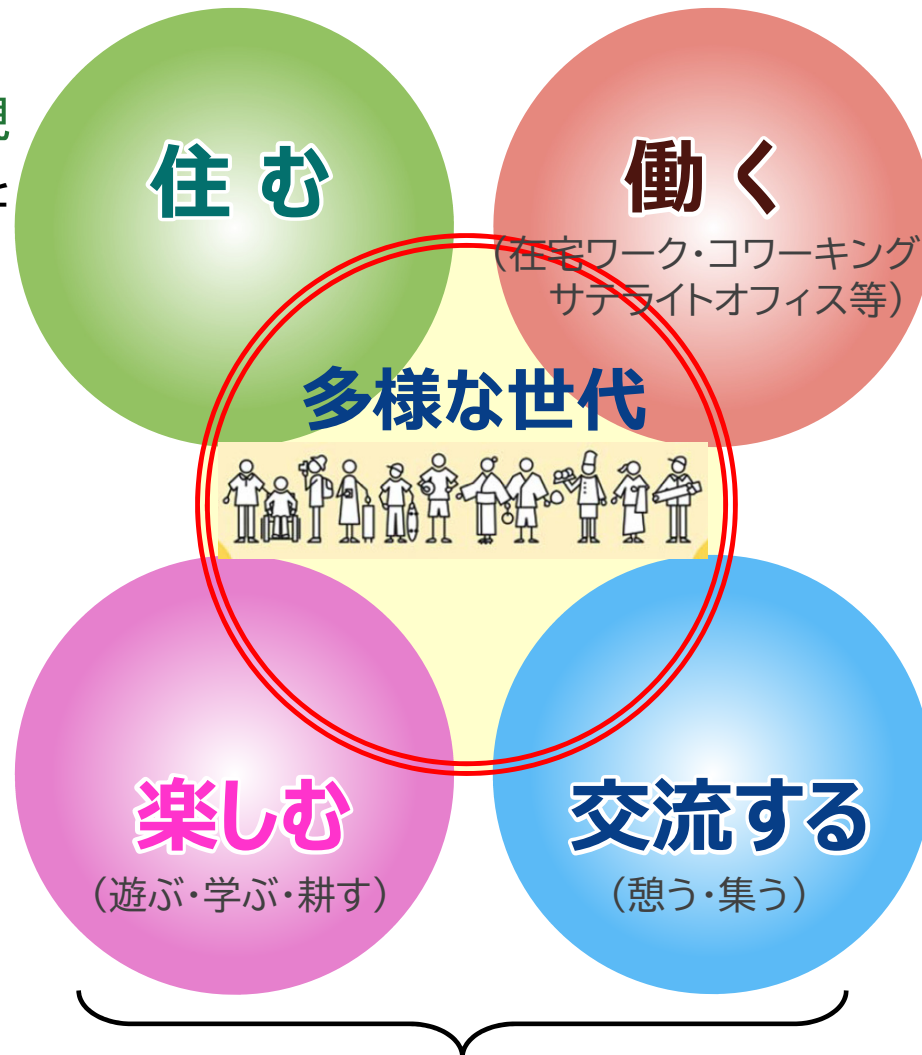 住む
働く
（在宅ワーク・コワーキング
サテライトオフィス等）
多様な世代
楽しむ
（遊ぶ・学ぶ・耕す）
交流する
（憩う・集う）